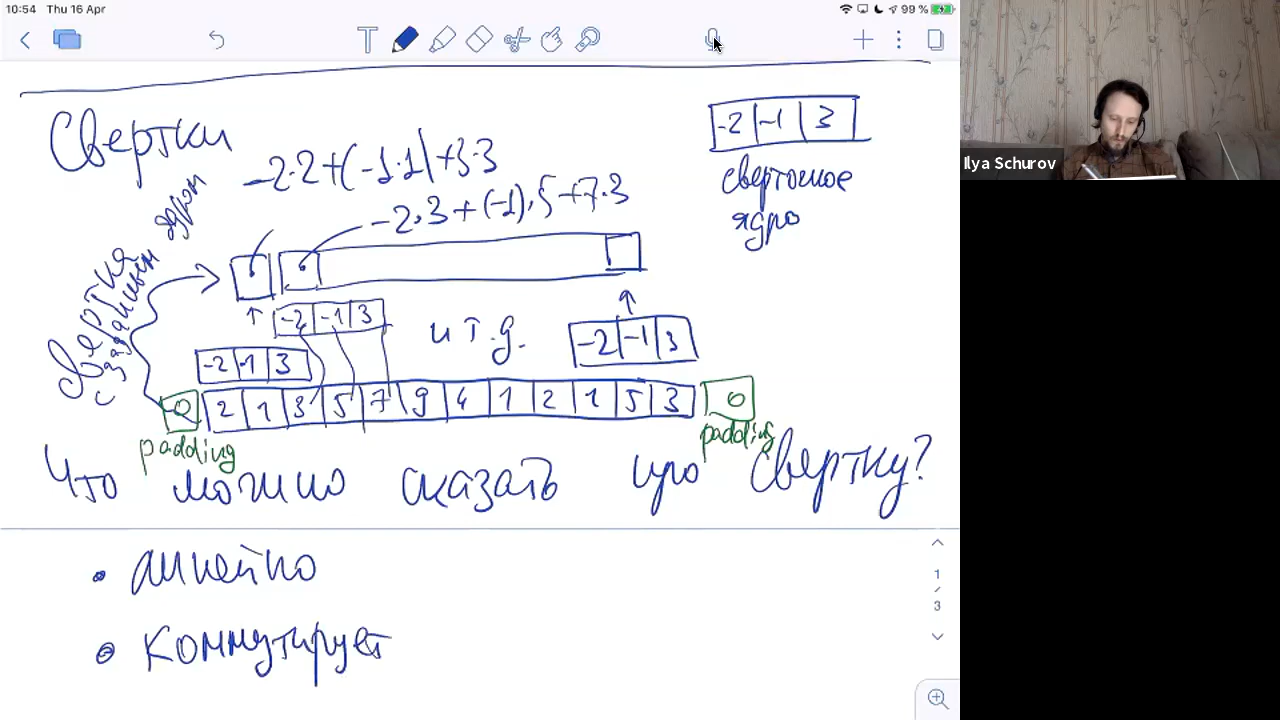 10:54 Thu 16 Apr
99 %
T
Свертки
-2 -1 3
сверточное
ядро
-2·2+(-1·1)+3·3
-2·3+(-1)·5+7·3
Свертка
с заданным ядром
-2 -1 3
и т.д.
-2 -1 3
-2 -1 3
0 2 1 3 5 7 9 4 1 2 1 5 3 0
padding
padding
Что можно сказать про свертку?
• линейно
• коммутирует
1
/
3
Ilya Schurov